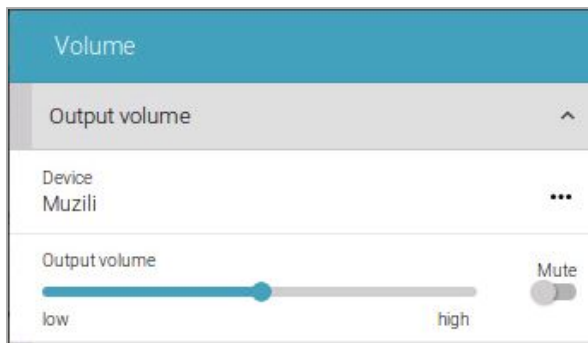 Volume
Output volume
Device
Muzili
Output volume
Mute
low
high